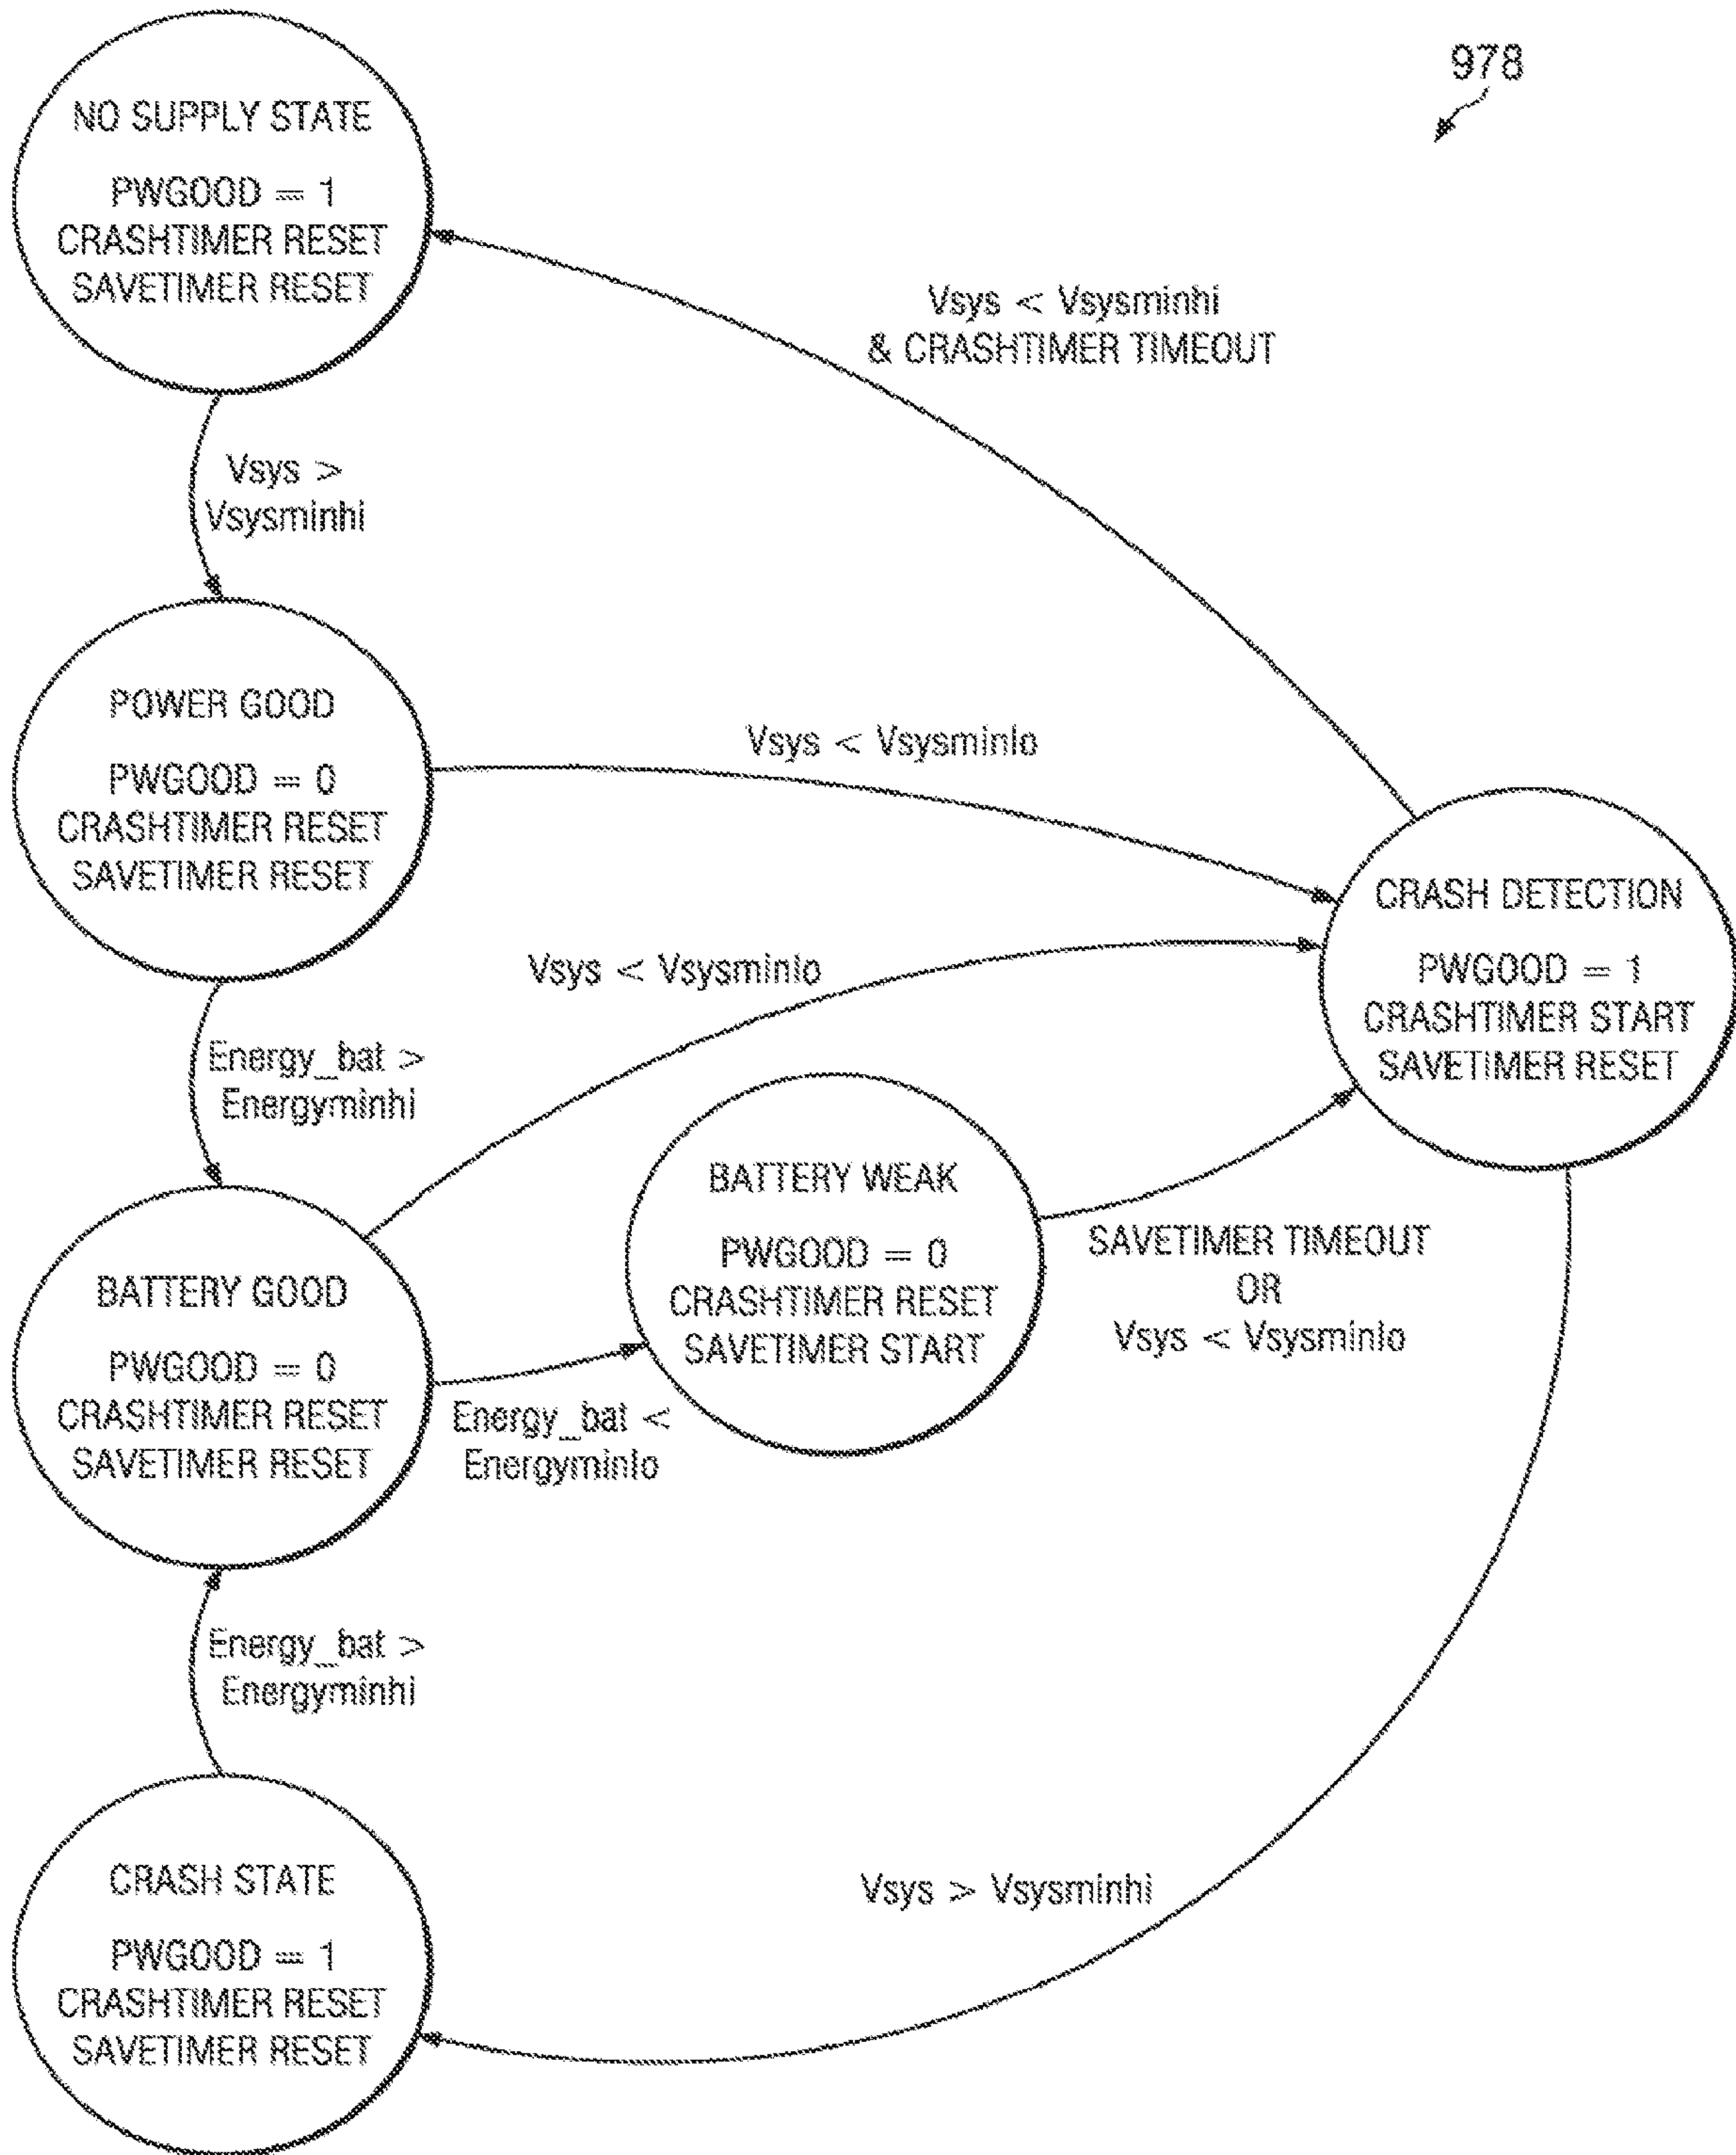 978
NO SUPPLY STATE
PWGOOD = 1
CRASHTIMER RESET
SAVETIMER RESET
Vsys < Vsysminhi
& CRASHTIMER TIMEOUT
Vsys >
Vsysminhi
POWER GOOD
PWGOOD = 0
CRASHTIMER RESET
SAVETIMER RESET
Vsys < Vsysminlo
CRASH DETECTION
PWGOOD = 1
CRASHTIMER START
SAVETIMER RESET
Vsys < Vsysminlo
Energy_bat >
Energyminhi
BATTERY WEAK
PWGOOD = 0
CRASHTIMER RESET
SAVETIMER START
SAVETIMER TIMEOUT
OR
Vsys < Vsysminlo
BATTERY GOOD
PWGOOD = 0
CRASHTIMER RESET
SAVETIMER RESET
Energy_bat <
Energyminlo
Energy_bat >
Energyminhi
CRASH STATE
PWGOOD = 1
CRASHTIMER RESET
SAVETIMER RESET
Vsys > Vsysminhi